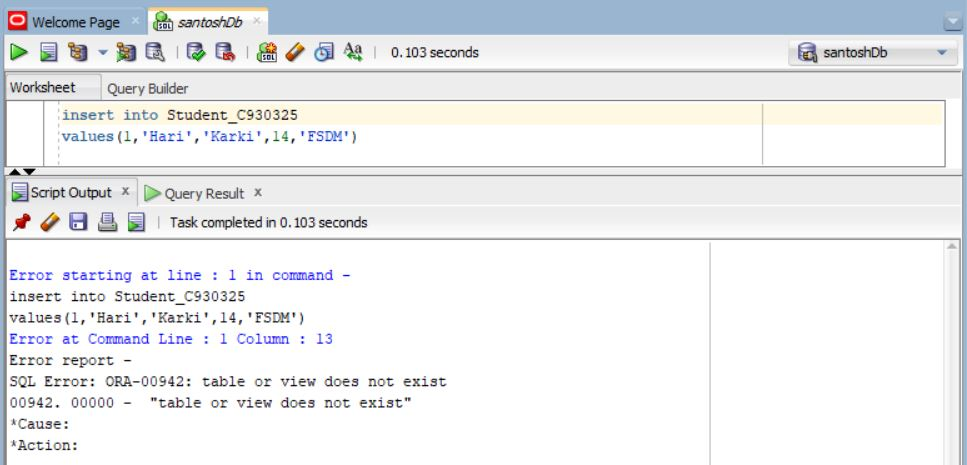 Welcome Page
santoshDb
0.103 seconds
santoshDb
Worksheet Query Builder
insert into Student_C930325
values(1,'Hari','Karki',14,'FSDM')
Script Output x Query Result x
Task completed in 0.103 seconds
Error starting at line : 1 in command -
insert into Student_C930325
values(1,'Hari','Karki',14,'FSDM')
Error at Command Line : 1 Column : 13
Error report -
SQL Error: ORA-00942: table or view does not exist
00942. 00000 - "table or view does not exist"
*Cause:
*Action: